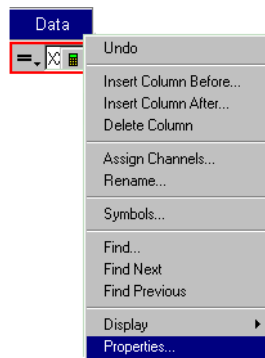 Data
Undo
Insert Column Before...
Insert Column After...
Delete Column
Assign Channels...
Rename...
Symbols...
Find...
Find Next
Find Previous
Display
Properties...